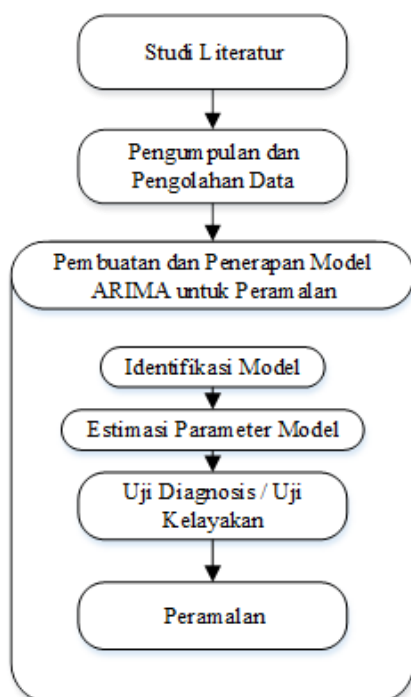 Studi Literatur
Pengumpulan dan
Pengolahan Data
Pembuatan dan Penerapan Model
ARIMA untuk Peramalan
Identifikasi Model
Estimasi Parameter Model
Uji Diagnosis / Uji
Kelayakan
Peramalan